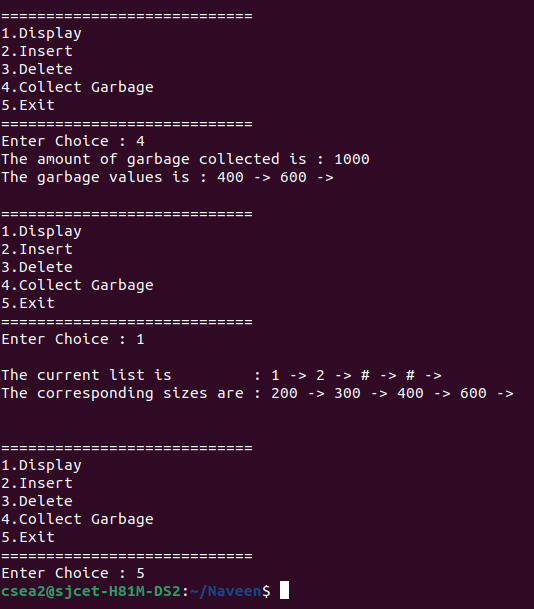 ============================
1.Display
2.Insert
3.Delete
4.Collect Garbage
5.Exit
============================
Enter Choice : 4
The amount of garbage collected is : 1000
The garbage values is : 400 -> 600 ->
============================
1.Display
2.Insert
3.Delete
4.Collect Garbage
5.Exit
============================
Enter Choice : 1
The current list is         : 1 -> 2 -> # -> # ->
The corresponding sizes are : 200 -> 300 -> 400 -> 600 ->
============================
1.Display
2.Insert
3.Delete
4.Collect Garbage
5.Exit
============================
Enter Choice : 5
csea2@sjcet-H81M-DS2:~/Naveen$